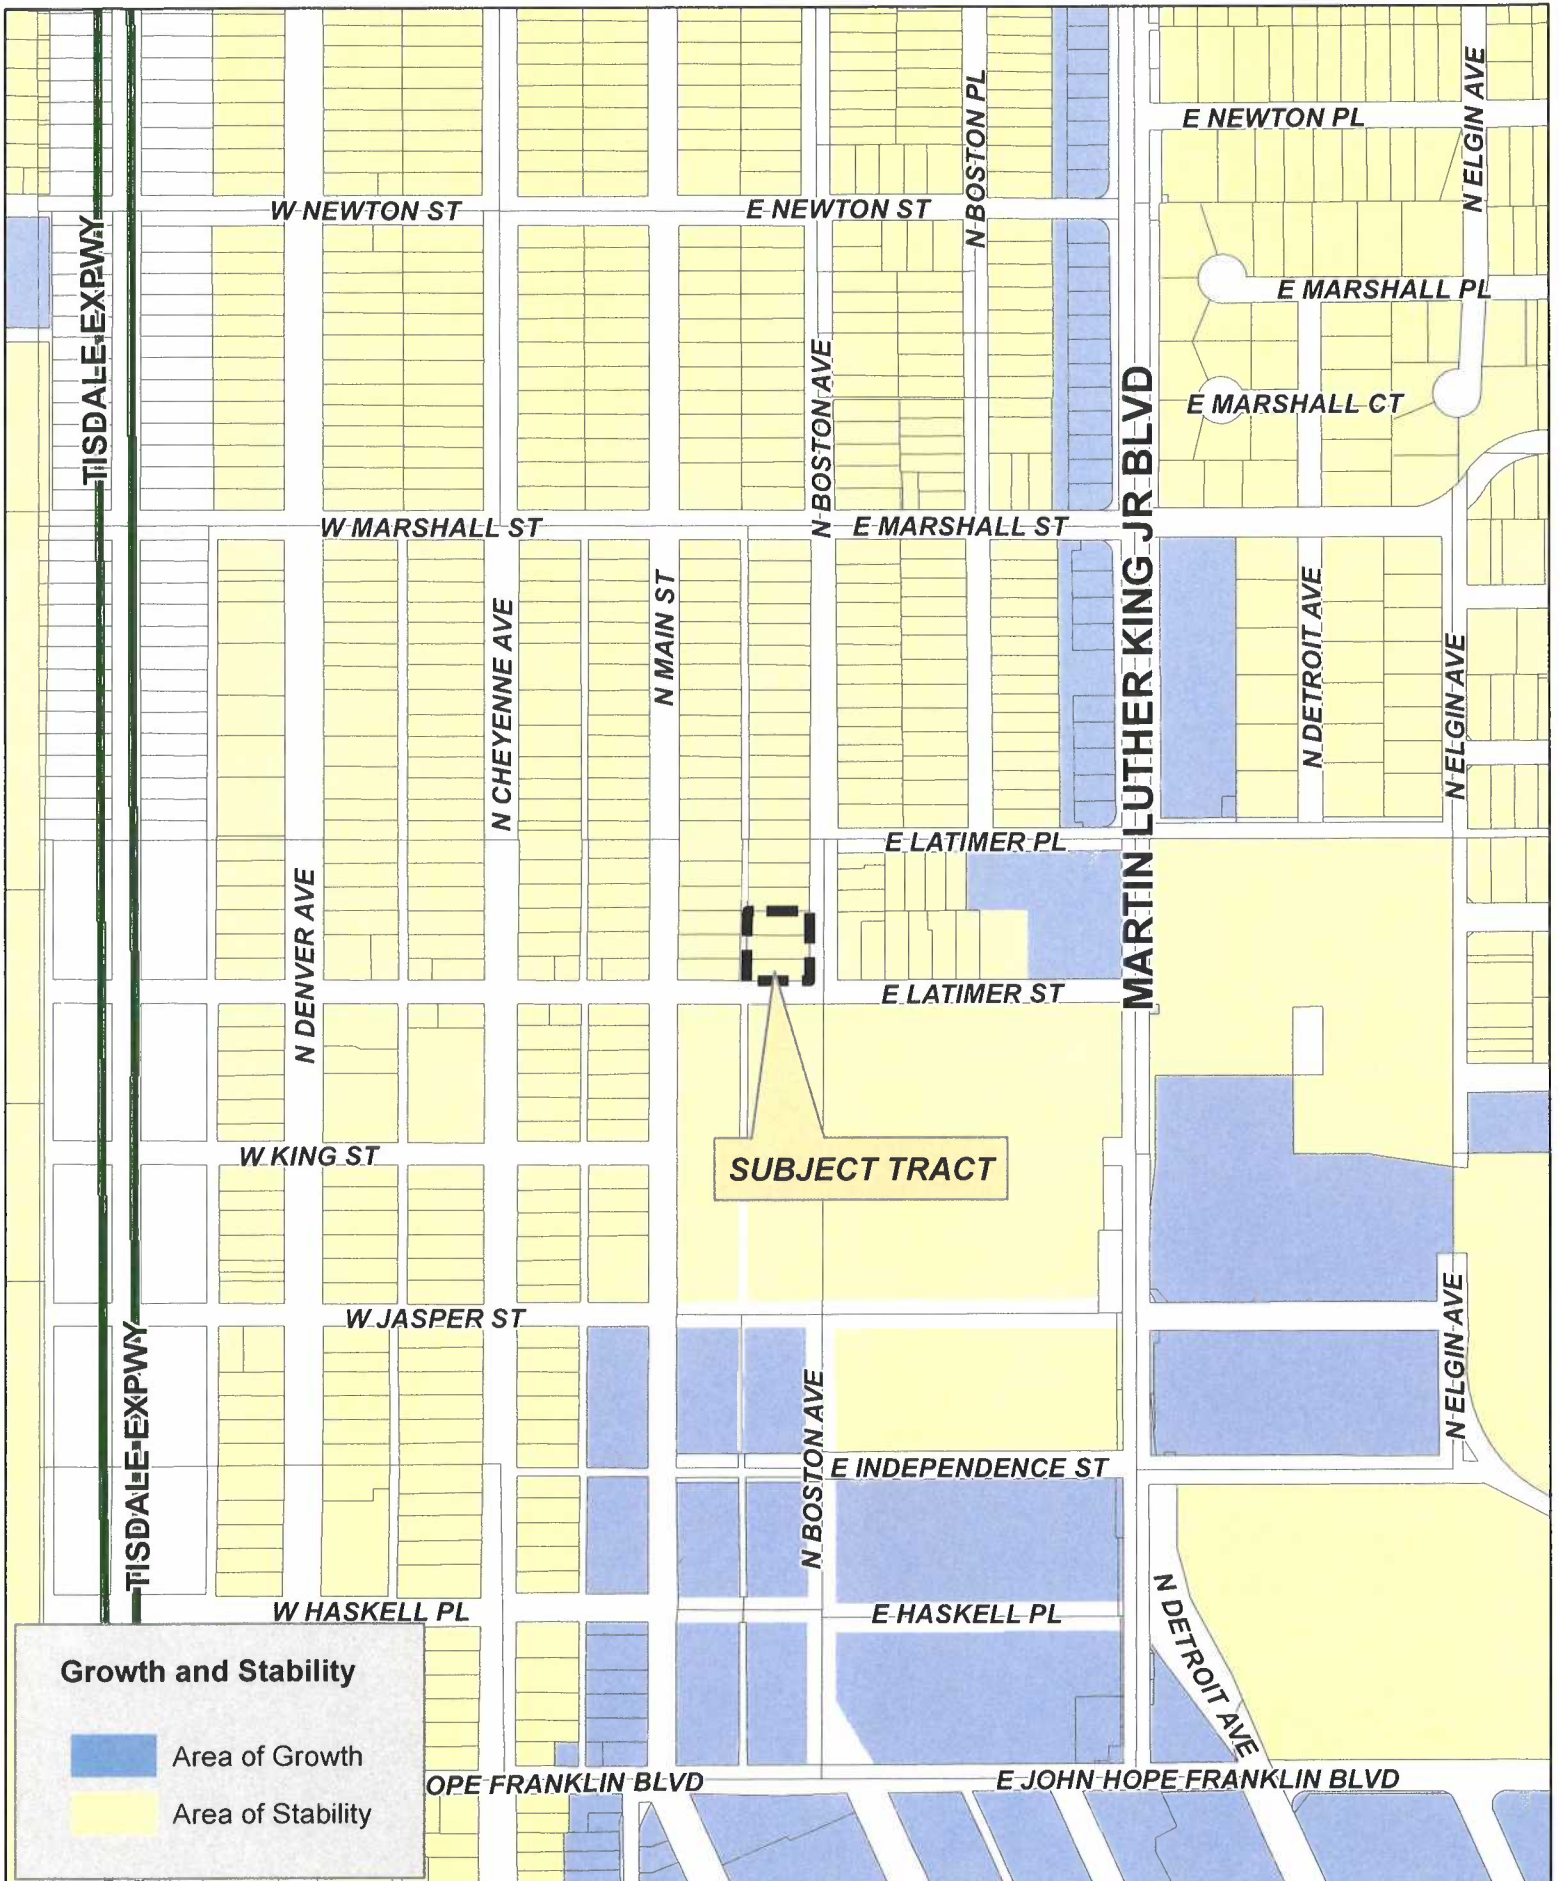 E NEWTON PL
N ELGIN AVE
N BOSTON PL
W NEWTON ST
E NEWTON ST
TISDALE EXPWY
E MARSHALL PL
N BOSTON AVE
E MARSHALL CT
MARTIN LUTHER KING JR BLVD
W MARSHALL ST
E MARSHALL ST
N CHEYENNE AVE
N MAIN ST
N DETROIT AVE
N ELGIN AVE
E LATIMER PL
N DENVER AVE
E LATIMER ST
W KING ST
SUBJECT TRACT
W JASPER ST
TISDALE EXPWY
N ELGIN AVE
N BOSTON AVE
E INDEPENDENCE ST
W HASKELL PL
E HASKELL PL
N DETROIT AVE
OPE FRANKLIN BLVD
E JOHN HOPE FRANKLIN BLVD
Growth and Stability
Area of Growth
Area of Stability